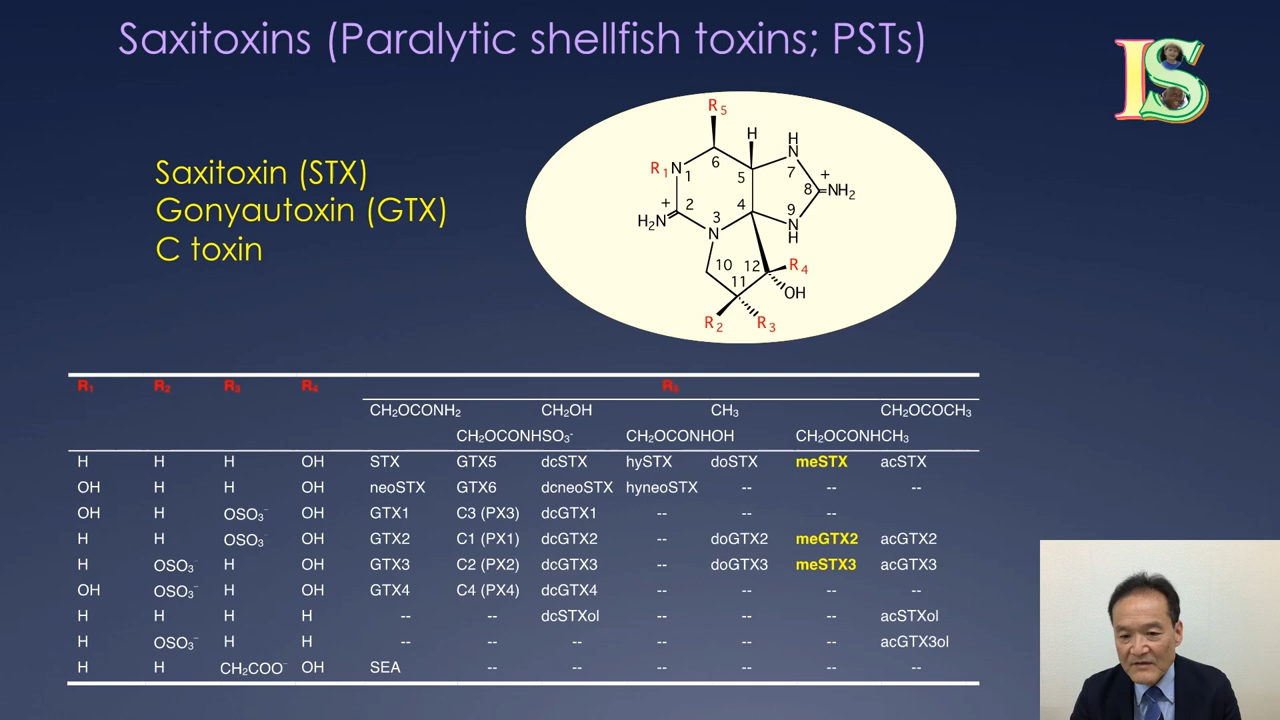 Saxitoxins (Paralytic shellfish toxins; PSTs)
IS
Saxitoxin (STX)
Gonyautoxin (GTX)
C toxin
R5
H
H
N
R1 N 1 6 5 7
+
8 NH2
+
H2N 2 3 4 9
N
N
H
10 12 R4
11 OH
R2 R3
R1 R2 R3 R4 R5
CH2OCONH2 CH2OH CH3 CH2OCOCH3
CH2OCONHSO3- CH2OCONHOH CH2OCONHCH3
H H H OH STX GTX5 dcSTX hySTX doSTX meSTX acSTX
OH H H OH neoSTX GTX6 dcneoSTX hyneoSTX -- -- --
OH H OSO3- OH GTX1 C3 (PX3) dcGTX1 -- -- --
H H OSO3- OH GTX2 C1 (PX1) dcGTX2 -- doGTX2 meGTX2 acGTX2
H OSO3- H OH GTX3 C2 (PX2) dcGTX3 -- doGTX3 meSTX3 acGTX3
OH OSO3- H OH GTX4 C4 (PX4) dcGTX4 -- -- -- --
H H H H -- -- dcSTXol acSTXol
H OSO3- H H -- -- -- -- -- -- acGTX3ol
H H CH2COO- OH SEA -- -- -- -- -- --